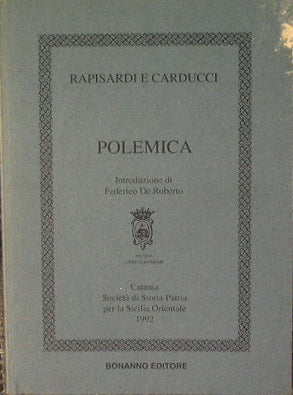 RAPISARDI E CARDUCCI
POLEMICA
Introduzione di
Federico De Roberto
Catania
Società di Storia Patria
per la Sicilia Orientale
1992
BONANNO EDITORE